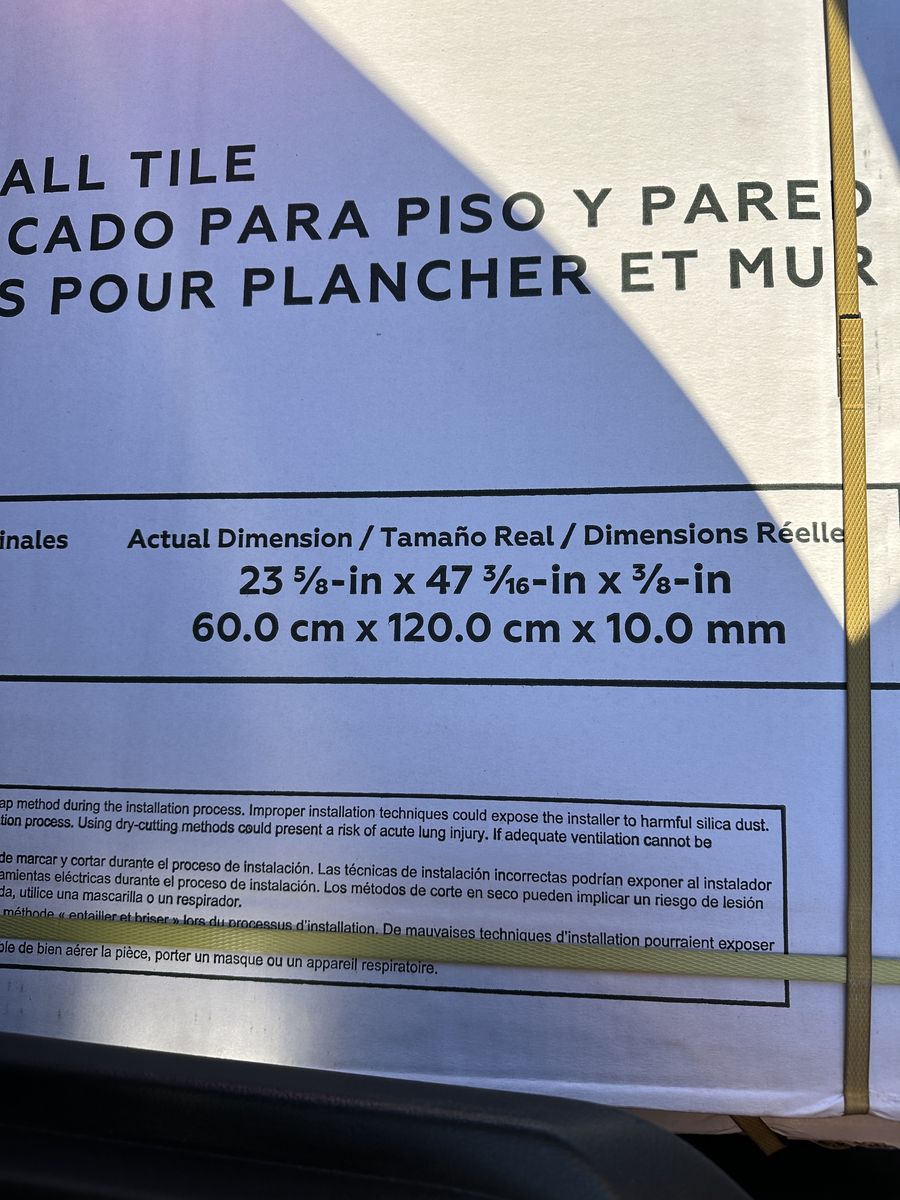 ALL TILE
CADO PARA PISO Y PARED
S POUR PLANCHER ET MUR
inales
Actual Dimension / Tamaño Real / Dimensions Réelle
23 ⅝-in x 47 3⁄16-in x ⅜-in
60.0 cm x 120.0 cm x 10.0 mm
ap method during the installation process. Improper installation techniques could expose the installer to harmful silica dust.
tion process. Using dry-cutting methods could present a risk of acute lung injury. If adequate ventilation cannot be
de marcar y cortar durante el proceso de instalación. Las técnicas de instalación incorrectas podrían exponer al instalador
amientas eléctricas durante el proceso de instalación. Los métodos de corte en seco pueden implicar un riesgo de lesión
da, utilice una mascarilla o un respirador.
méthode « entailler et briser » lors du processus d'installation. De mauvaises techniques d'installation pourraient exposer
ble de bien aérer la pièce, porter un masque ou un appareil respiratoire.